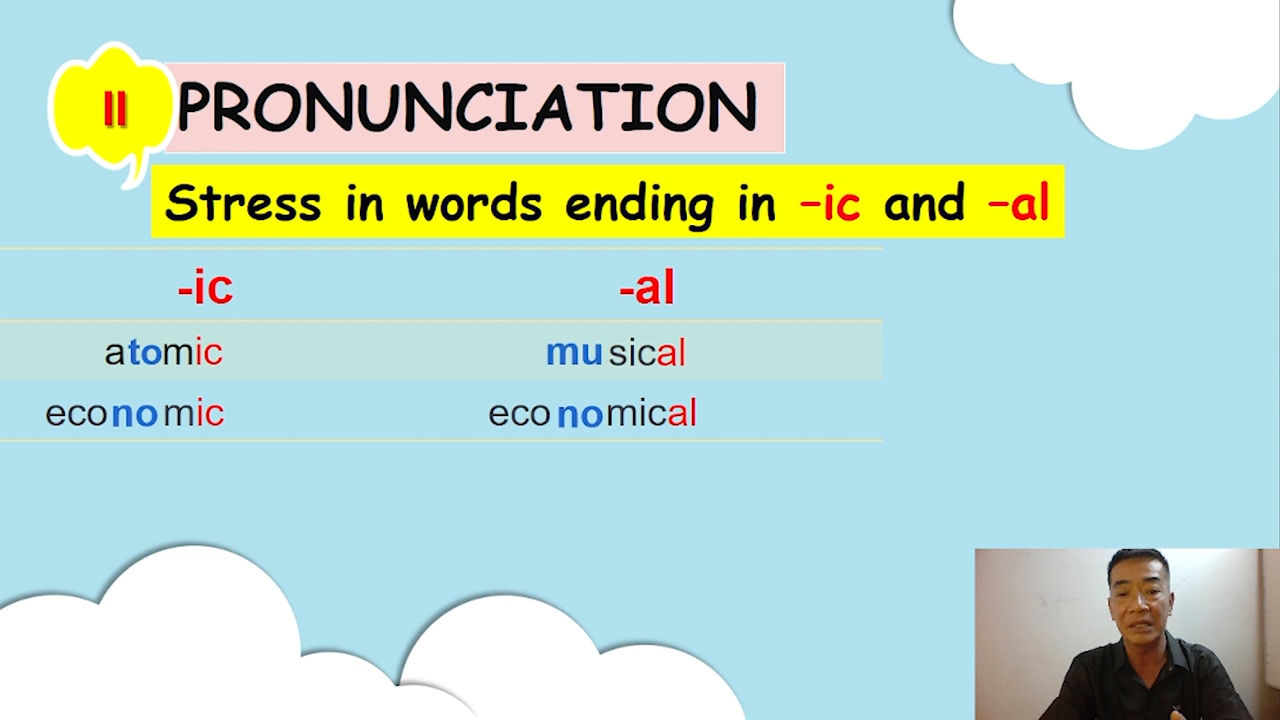 II PRONUNCIATION
Stress in words ending in –ic and –al
-ic -al
atomic musical
economic economical